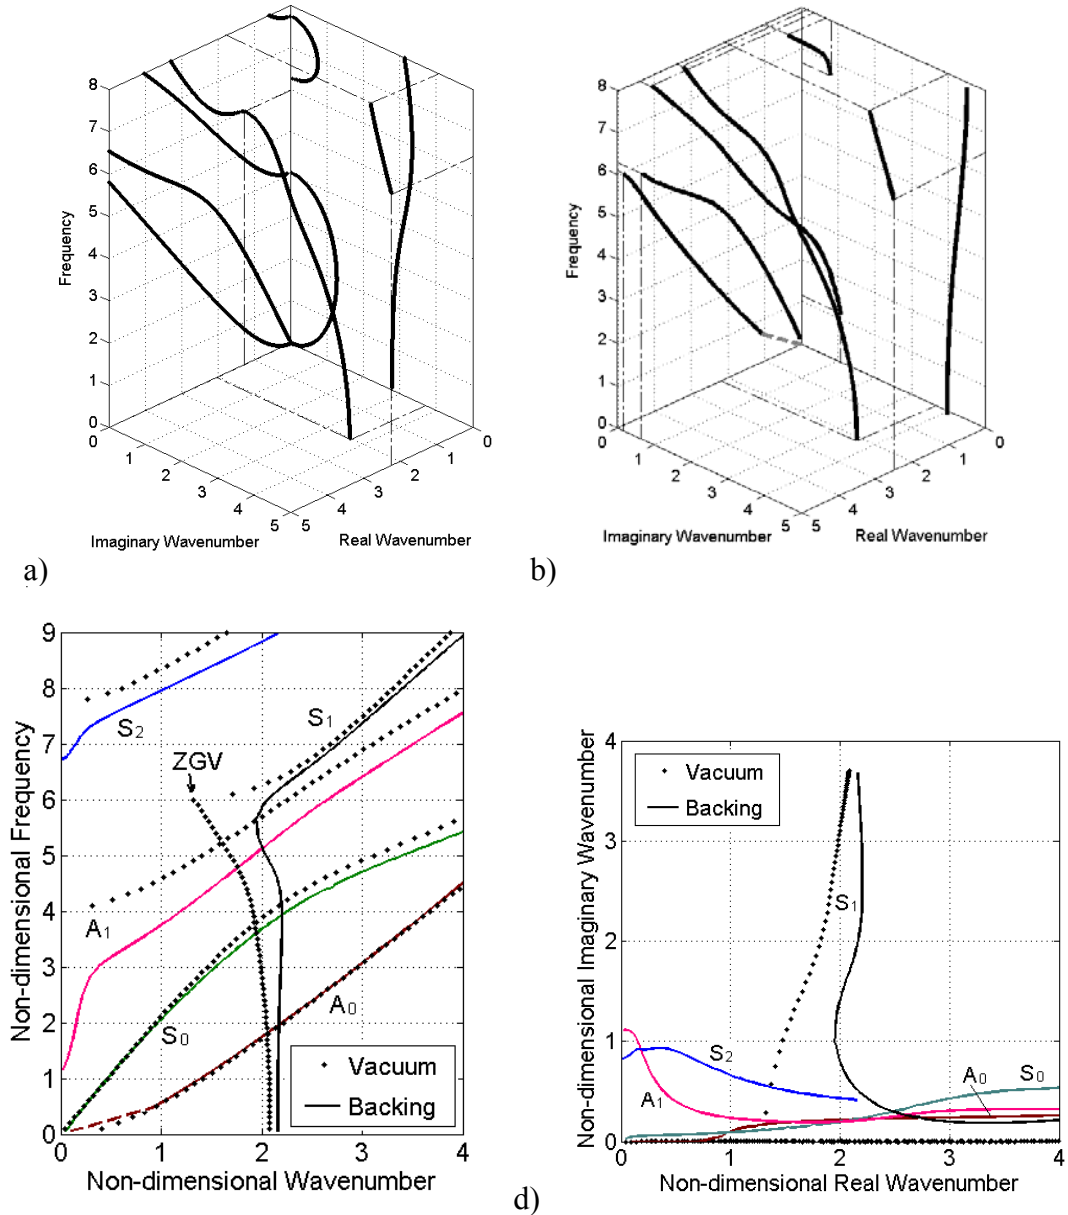 8
7
6
5
4
3
2
1
0
Frequency
0
1
2
3
4
5
Imaginary Wavenumber
5
4
3
2
1
0
Real Wavenumber
a)
8
7
6
5
4
3
2
1
0
Frequency
0
1
2
3
4
5
Imaginary Wavenumber
5
4
3
2
1
0
Real Wavenumber
b)
9
8
7
6
5
4
3
2
1
0
Non-dimensional Frequency
S2
ZGV
S1
A1
S0
A0
Vacuum
Backing
0 1 2 3 4
Non-dimensional Wavenumber
d)
4
3
2
1
0
Non-dimensional Imaginary Wavenumber
Vacuum
Backing
S1
S2
A1
A0
S0
0 1 2 3 4
Non-dimensional Real Wavenumber